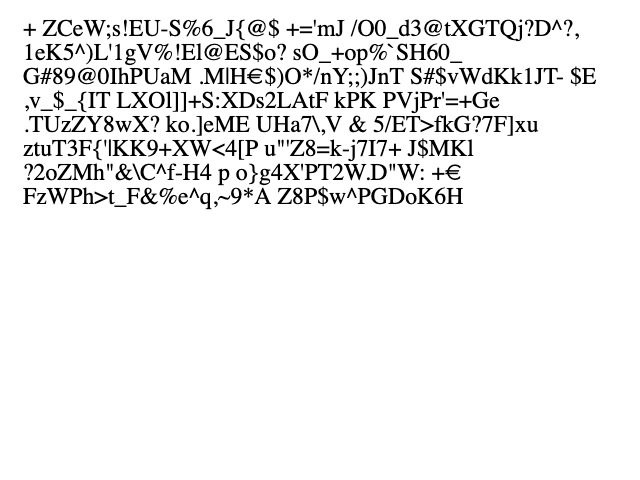 + ZCeW;s!EU-S%6_J{@$ +='mJ /O0_d3@tXGTQj?D^?,
1eK5^)L'1gV%!El@ES$o? sO_+op%`SH60_
G#89@0IhPUaM .M|H€$)O*/nY;;)JnT S#$vWdKk1JT- $E
,v_$_{IT LXOl]]+S:XDs2LAtF kPK PVjPr'=+Ge
.TUzZY8wX? ko.]eME UHa7\,V & 5/ET>fkG?7F]xu
ztuT3F{'lKK9+XW<4[P u"'Z8=k-j7I7+ J$MKl
?2oZMh"&\C^f-H4 p o}g4X'PT2W.D"W: +€
FzWPh>t_F&%e^q,~9*A Z8P$w^PGDoK6H